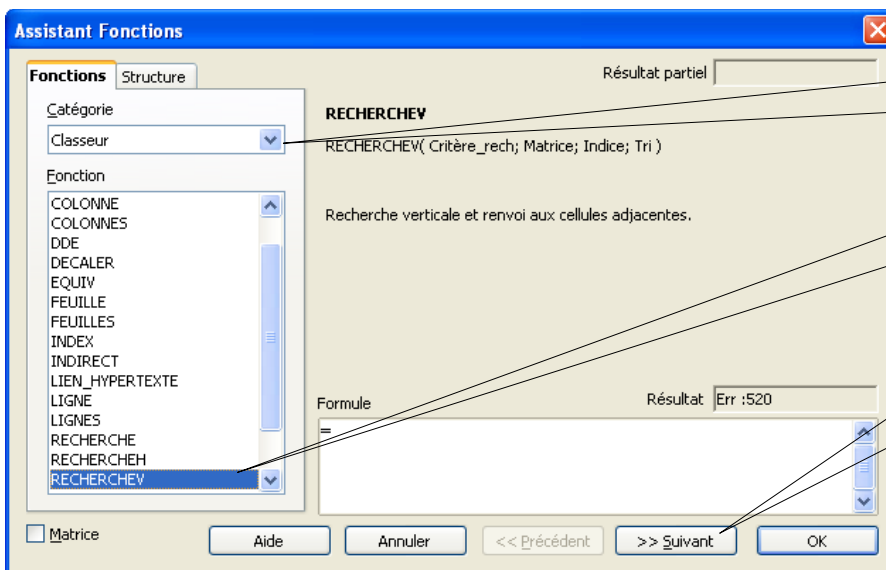 Assistant Fonctions
Fonctions
Structure
Résultat partiel
Catégorie
Classeur
RECHERCHEV
RECHERCHEV( Critère_rech; Matrice; Indice; Tri )
Fonction
COLONNE
COLONNES
DDE
DECALER
EQUIV
FEUILLE
FEUILLES
INDEX
INDIRECT
LIEN_HYPERTEXTE
LIGNE
LIGNES
RECHERCHE
RECHERCHEH
RECHERCHEV
Recherche verticale et renvoi aux cellules adjacentes.
Formule
Résultat
Err :520
=
Matrice
Aide
Annuler
<< Précédent
>> Suivant
OK